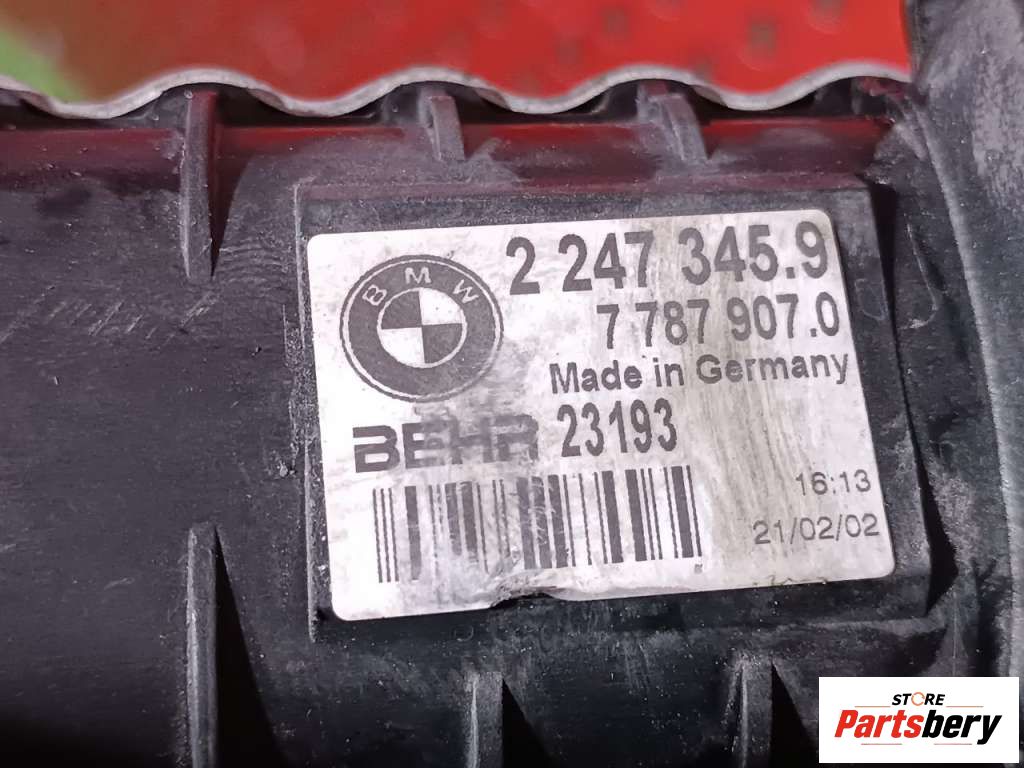 BMW
2 247 345.9
7 787 907.0
Made in Germany
BEHR 23193
16:13
21/02/02
STORE
Partsbery